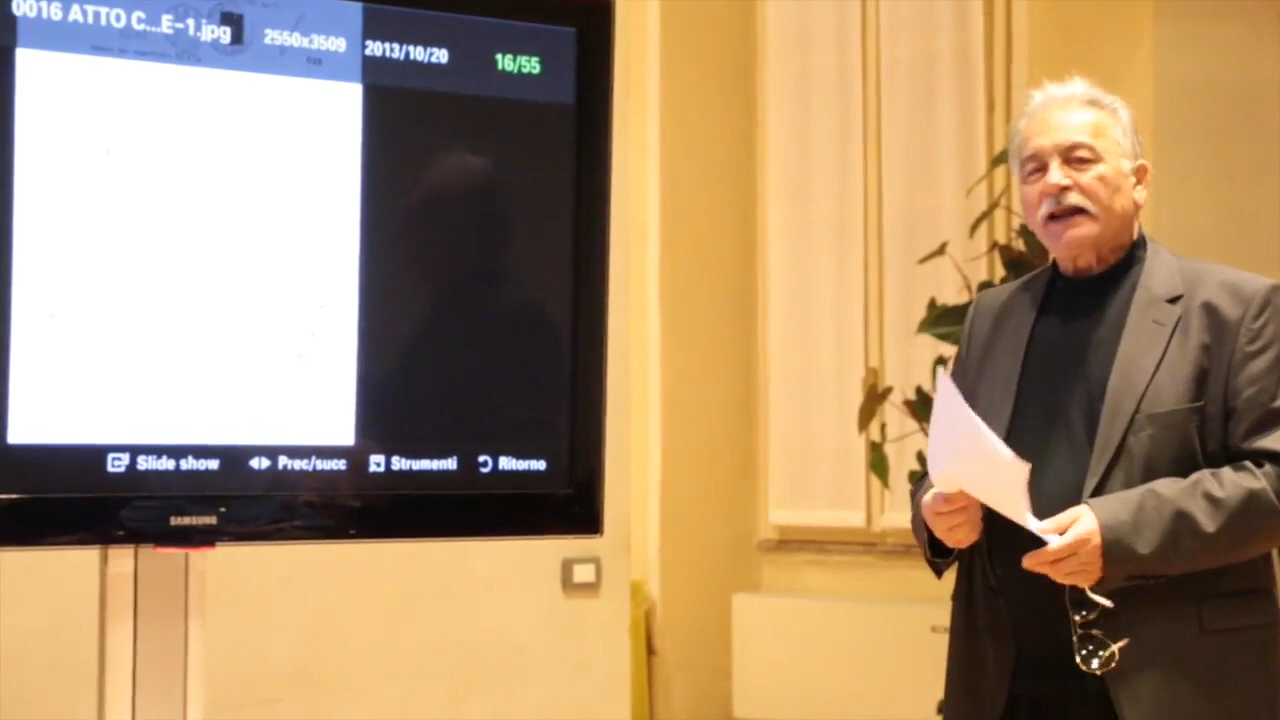 0016 ATTO C...E-1.jpg 2550x3509 2013/10/20 16/55
Slide show Prec/succ Strumenti Ritorno
SAMSUNG